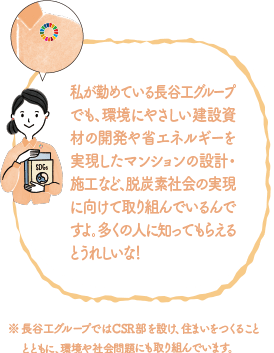 私が勤めている長谷工グループ
でも、環境にやさしい建設資
材の開発や省エネルギーを
実現したマンションの設計・
施工など、脱炭素社会の実現
に向けて取り組んでいるんで
すよ。多くの人に知ってもらえる
とうれしいな!
SDGs
※ 長谷工グループではCSR部を設け、住まいをつくること
とともに、環境や社会問題にも取り組んでいます。